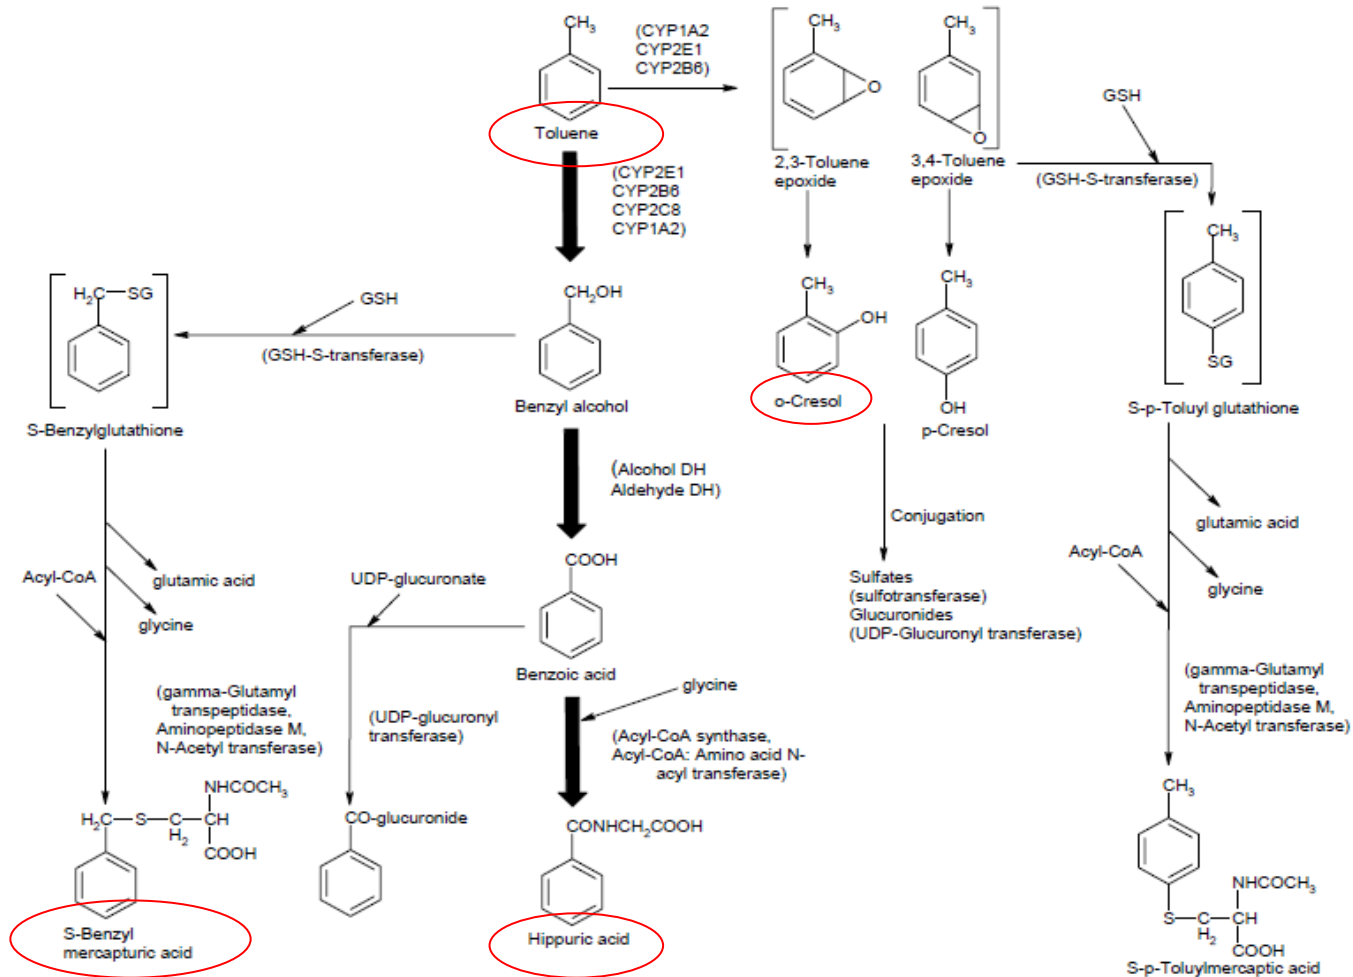 CH3
(CYP1A2
CYP2E1
CYP2B6)
Toluene
CH3
O
2,3-Toluene
epoxide
CH3
O
3,4-Toluene
epoxide
GSH
(GSH-S-transferase)
(CYP2E1
CYP2B6
CYP2C8
CYP1A2)
H2C—SG
S-Benzylglutathione
GSH
(GSH-S-transferase)
CH2OH
Benzyl alcohol
CH3
OH
o-Cresol
CH3
OH
p-Cresol
CH3
SG
S-p-Toluyl glutathione
(Alcohol DH
Aldehyde DH)
Conjugation
Sulfates
(sulfotransferase)
Glucuronides
(UDP-Glucuronyl transferase)
glutamic acid
Acyl-CoA
glycine
Acyl-CoA
glutamic acid
glycine
UDP-glucuronate
COOH
Benzoic acid
glycine
(gamma-Glutamyl
transpeptidase,
Aminopeptidase M,
N-Acetyl transferase)
(UDP-glucuronyl
transferase)
(Acyl-CoA synthase,
Acyl-CoA: Amino acid N-
acyl transferase)
(gamma-Glutamyl
transpeptidase,
Aminopeptidase M,
N-Acetyl transferase)
NHCOCH3
H2C—S—C—CH
H2
COOH
S-Benzyl
mercapturic acid
CO-glucuronide
CONHCH2COOH
Hippuric acid
CH3
NHCOCH3
S—C—CH
H2
COOH
S-p-Toluylmercaptic acid